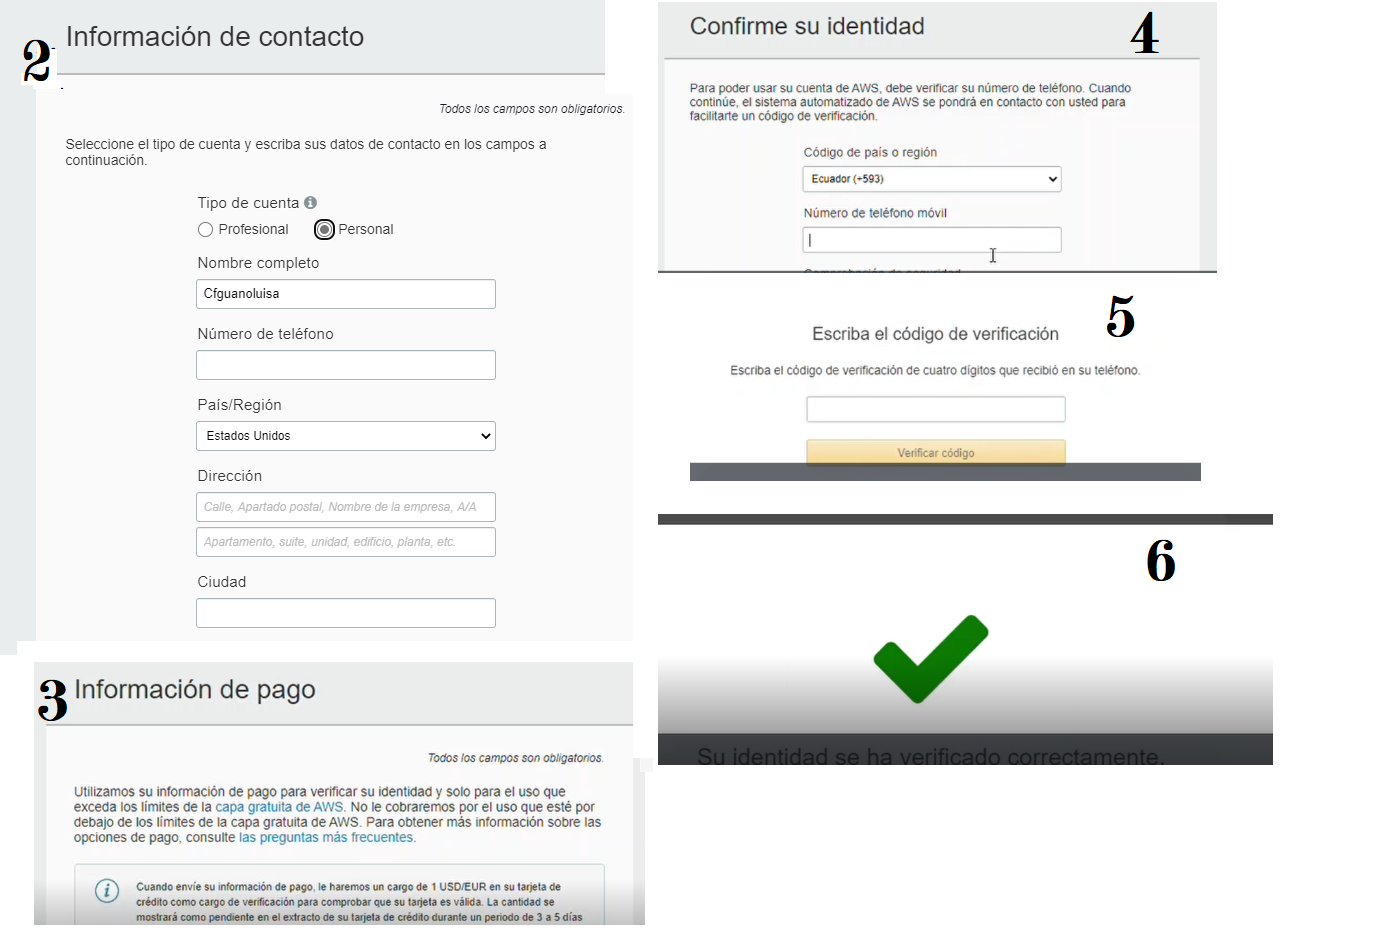 2
Información de contacto
Todos los campos son obligatorios.
Seleccione el tipo de cuenta y escriba sus datos de contacto en los campos a
continuación.
Tipo de cuenta
Profesional Personal
Nombre completo
Cfguanoluisa
Número de teléfono
País/Región
Estados Unidos
Dirección
Calle, Apartado postal, Nombre de la empresa, A/A
Apartamento, suite, unidad, edificio, planta, etc.
Ciudad
3
Información de pago
Todos los campos son obligatorios.
Utilizamos su información de pago para verificar su identidad y solo para el uso que
exceda los límites de la capa gratuita de AWS. No le cobraremos por el uso que esté por
debajo de los límites de la capa gratuita de AWS. Para obtener más información sobre las
opciones de pago, consulte las preguntas más frecuentes.
Cuando envíe su información de pago, le haremos un cargo de 1 USD/EUR en su tarjeta de
crédito como cargo de verificación para comprobar que su tarjeta es válida. La cantidad se
mostrará como pendiente en el extracto de su tarjeta de crédito durante un periodo de 3 a 5 días
Confirme su identidad
4
Para poder usar su cuenta de AWS, debe verificar su número de teléfono. Cuando
continúe, el sistema automatizado de AWS se pondrá en contacto con usted para
facilitarte un código de verificación.
Código de país o región
Ecuador (+593)
Número de teléfono móvil
Comprobación de seguridad
5
Escriba el código de verificación
Escriba el código de verificación de cuatro dígitos que recibió en su teléfono.
Verificar código
6
Su identidad se ha verificado correctamente.